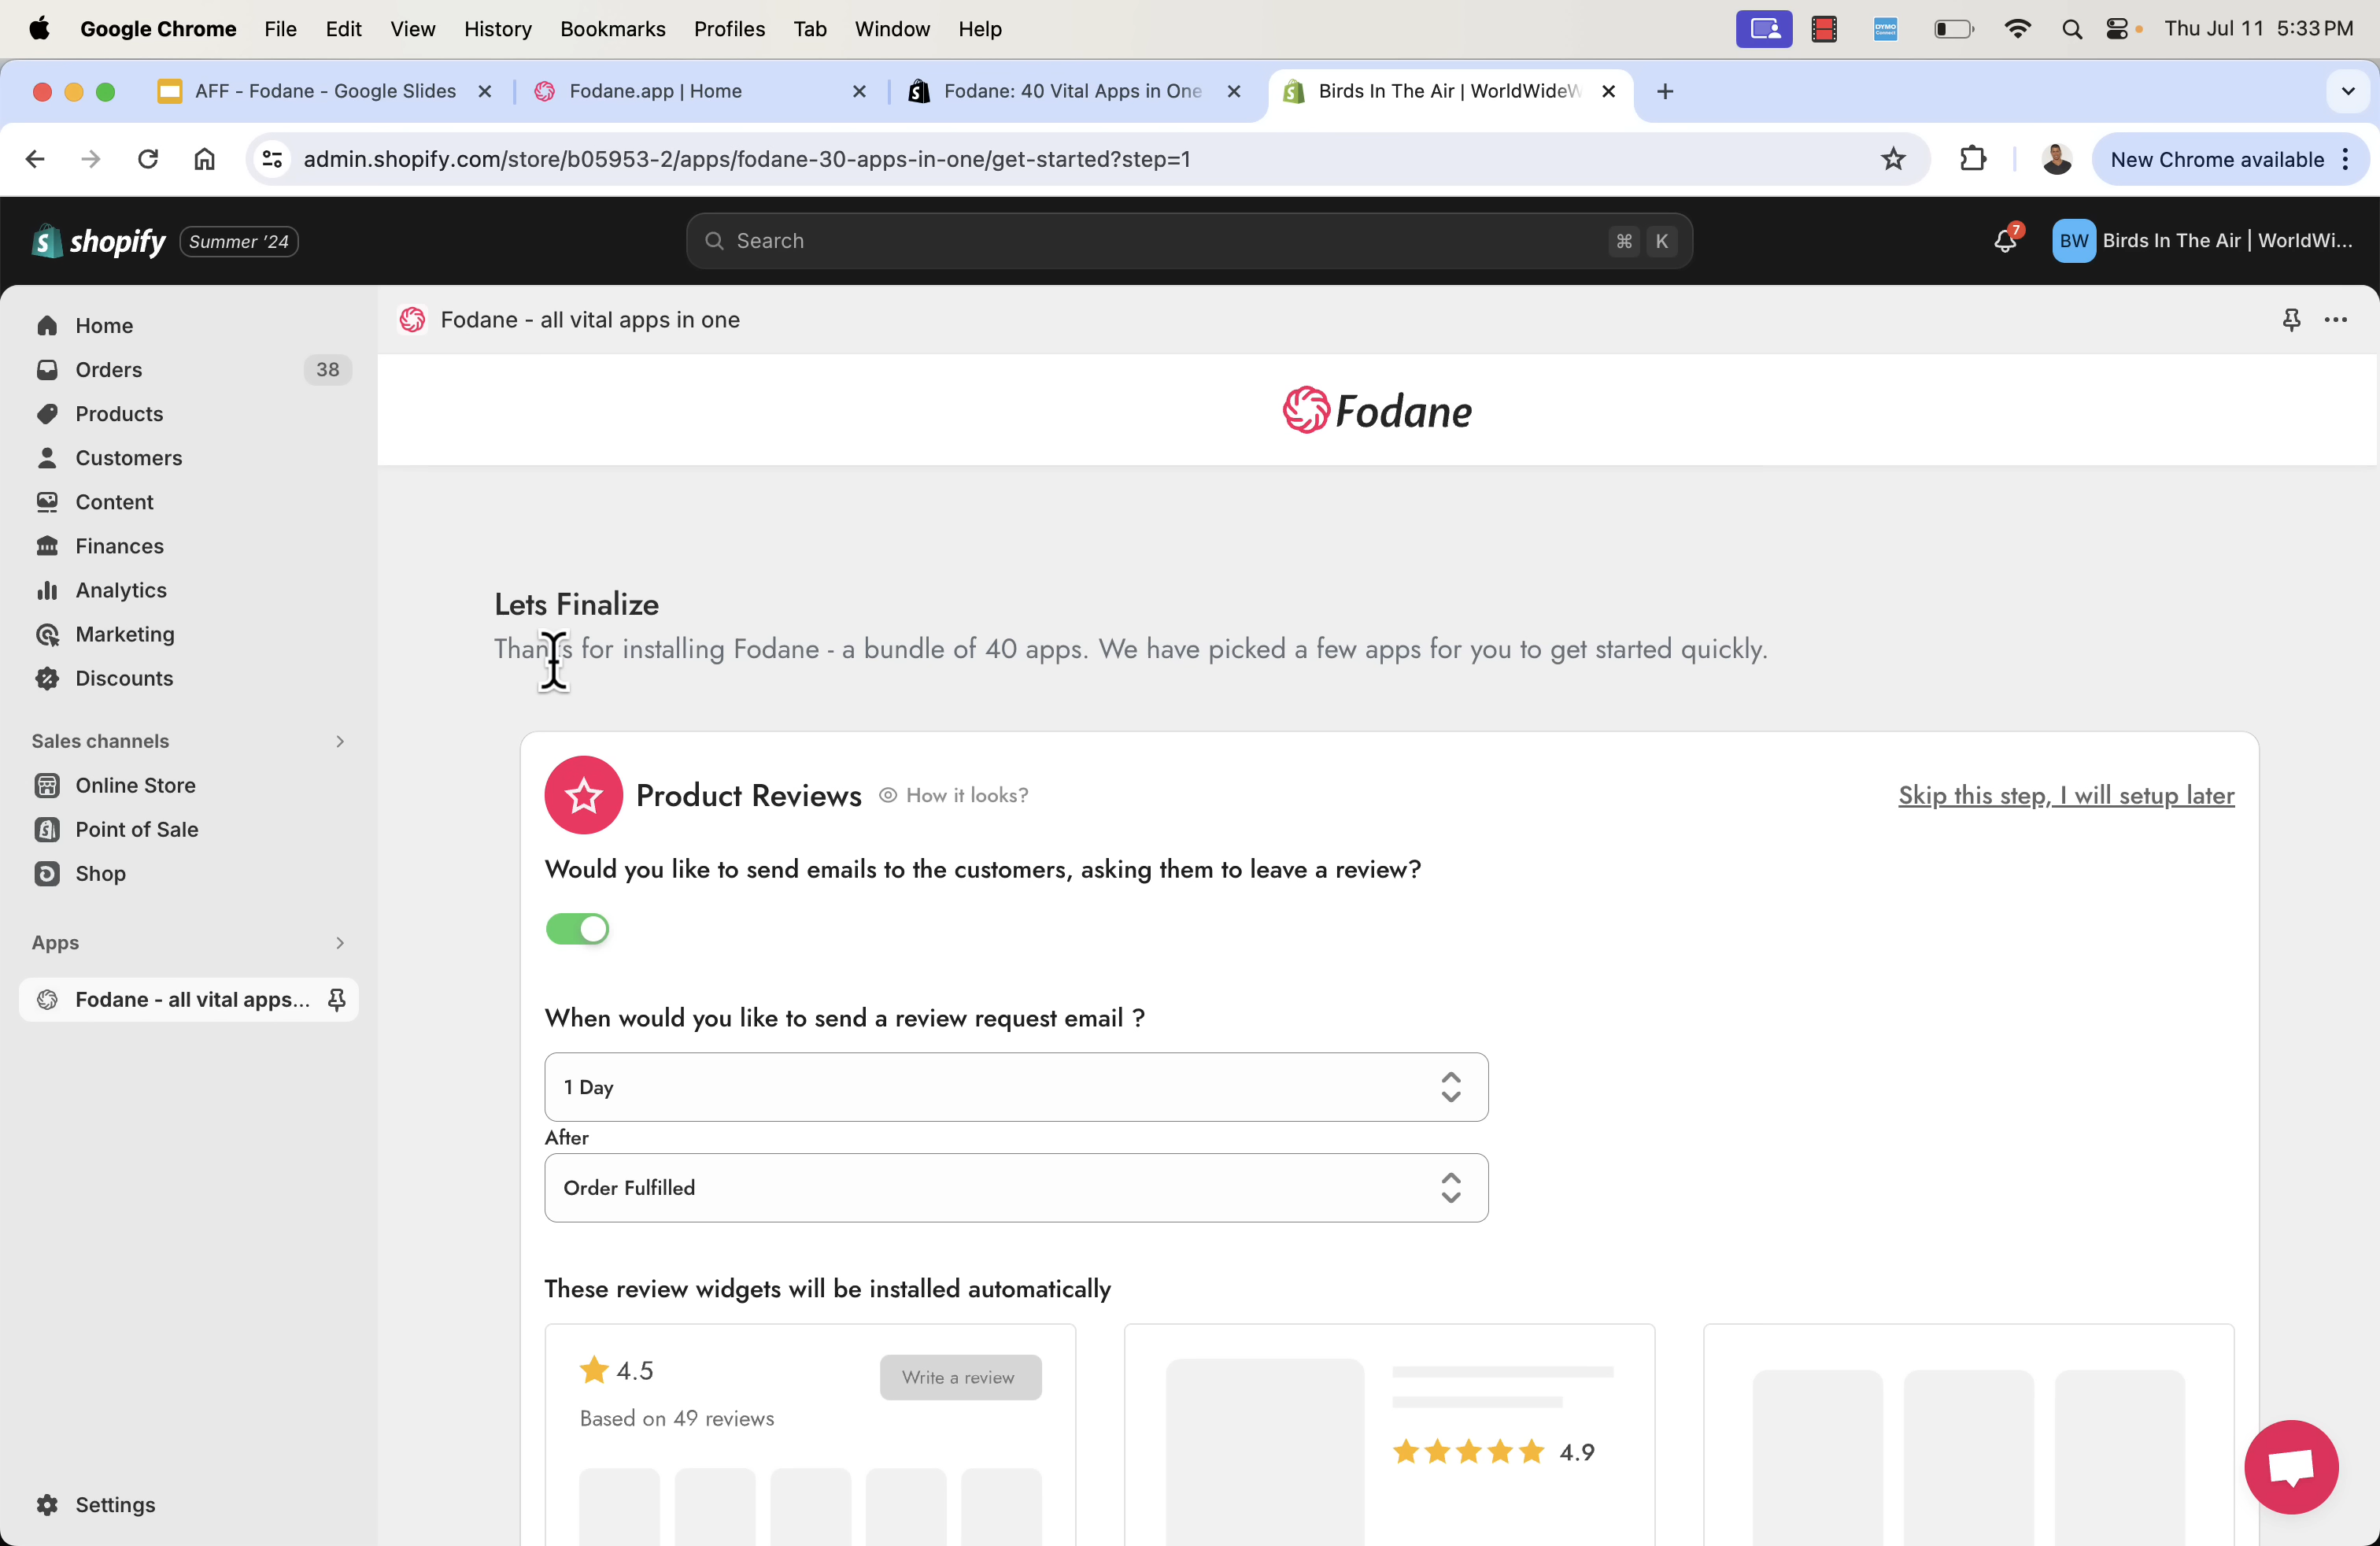 Google Chrome File Edit View History Bookmarks Profiles Tab Window Help DYMO Connect Thu Jul 11 5:33 PM
AFF - Fodane - Google Slides Fodane.app | Home Fodane: 40 Vital Apps in One Birds In The Air | WorldWideW
admin.shopify.com/store/b05953-2/apps/fodane-30-apps-in-one/get-started?step=1 New Chrome available
shopify Summer '24 Search ⌘ K 7 BW Birds In The Air | WorldWi...
Home
Orders 38
Products
Customers
Content
Finances
Analytics
Marketing
Discounts
Sales channels
Online Store
Point of Sale
Shop
Apps
Fodane - all vital apps...
Settings
Fodane - all vital apps in one
Fodane
Lets Finalize
Thanks for installing Fodane - a bundle of 40 apps. We have picked a few apps for you to get started quickly.
Product Reviews How it looks? Skip this step, I will setup later
Would you like to send emails to the customers, asking them to leave a review?
When would you like to send a review request email ?
1 Day
After
Order Fulfilled
These review widgets will be installed automatically
4.5 Write a review
Based on 49 reviews
4.9